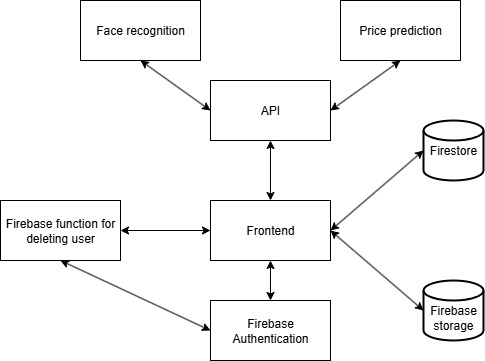 Face recognition
Price prediction
API
Firestore
Firebase function for
deleting user
Frontend
Firebase
Authentication
Firebase
storage